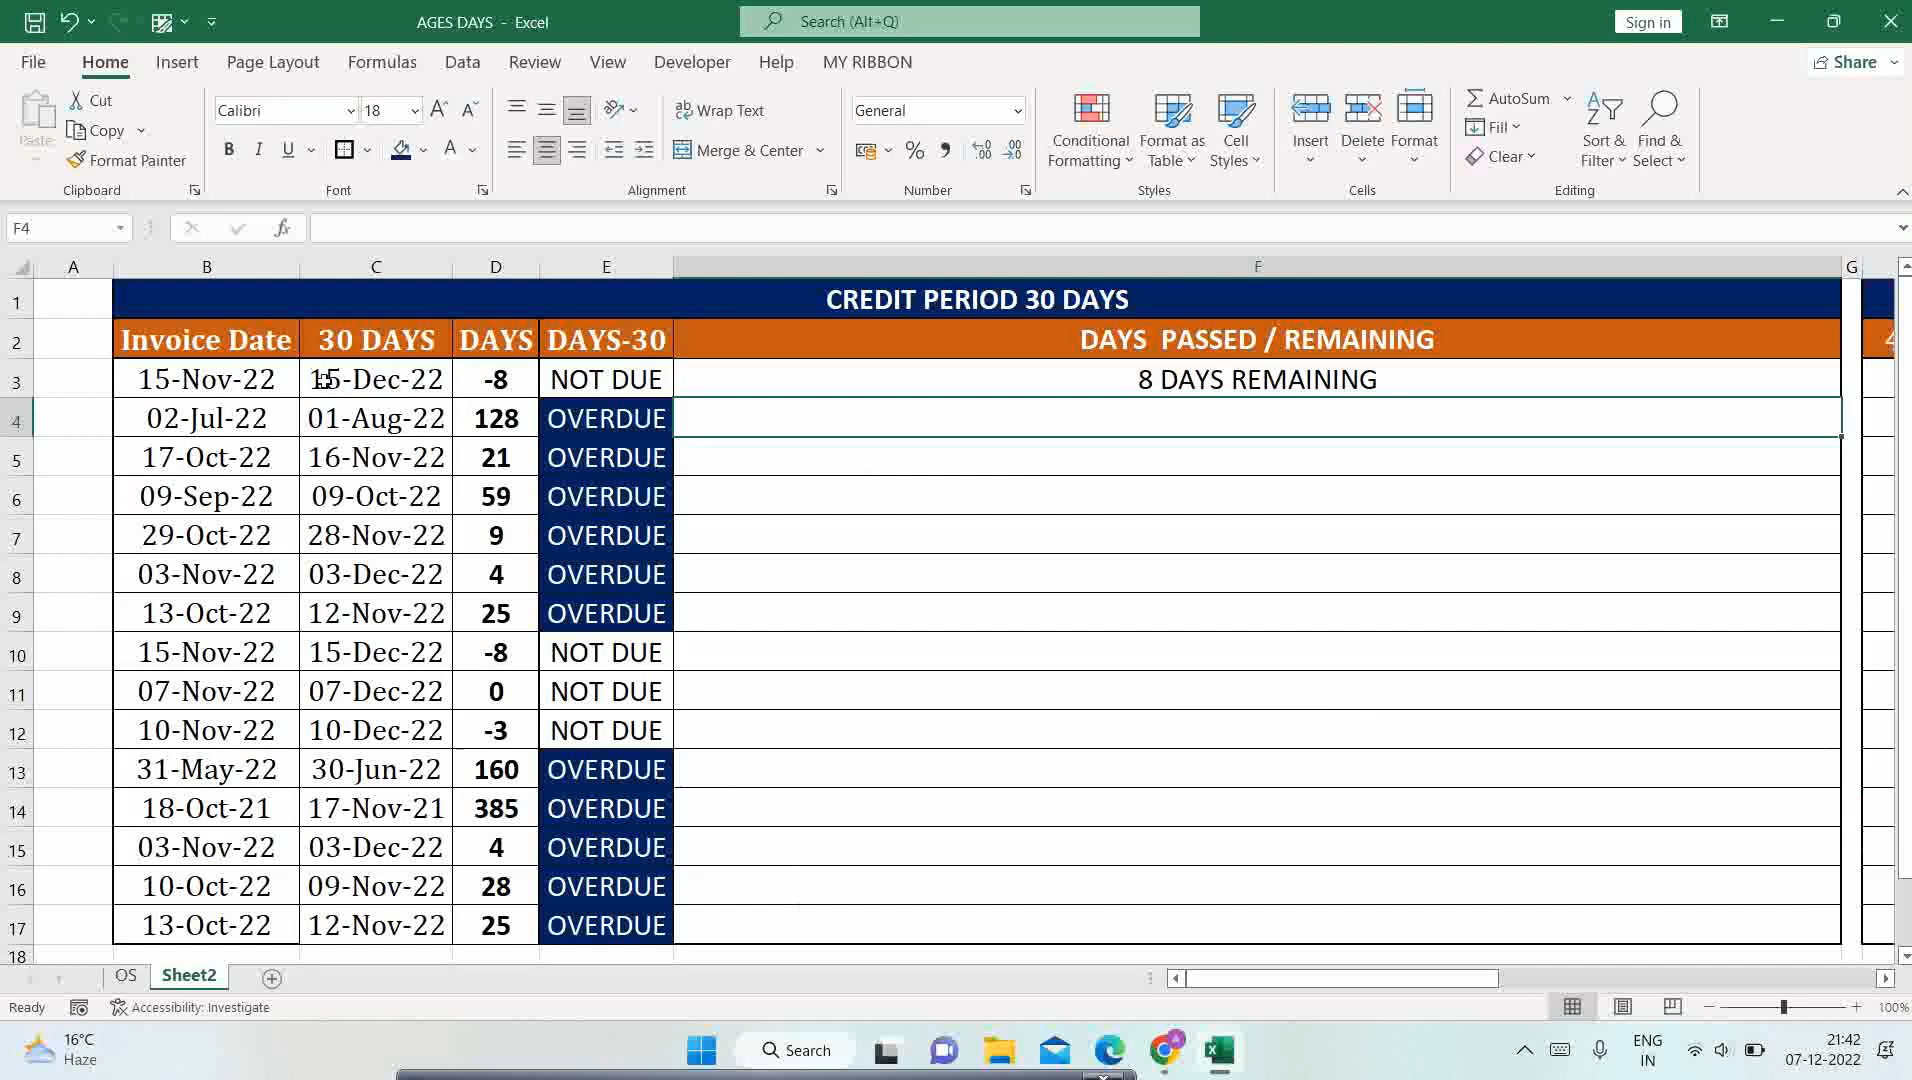 AGES DAYS - Excel
Search (Alt+Q)
Sign in
File Home Insert Page Layout Formulas Data Review View Developer Help MY RIBBON
Share
Paste
Cut
Copy
Format Painter
Clipboard
Calibri 18
B I U
Font
Wrap Text
Merge & Center
Alignment
General
Number
Conditional Formatting
Format as Table
Cell Styles
Styles
Insert
Delete
Format
Cells
AutoSum
Fill
Clear
Sort & Filter
Find & Select
Editing
F4
fx
A B C D E F G
1 CREDIT PERIOD 30 DAYS
2 Invoice Date 30 DAYS DAYS DAYS-30 DAYS PASSED / REMAINING
3 15-Nov-22 15-Dec-22 -8 NOT DUE 8 DAYS REMAINING
4 02-Jul-22 01-Aug-22 128 OVERDUE
5 17-Oct-22 16-Nov-22 21 OVERDUE
6 09-Sep-22 09-Oct-22 59 OVERDUE
7 29-Oct-22 28-Nov-22 9 OVERDUE
8 03-Nov-22 03-Dec-22 4 OVERDUE
9 13-Oct-22 12-Nov-22 25 OVERDUE
10 15-Nov-22 15-Dec-22 -8 NOT DUE
11 07-Nov-22 07-Dec-22 0 NOT DUE
12 10-Nov-22 10-Dec-22 -3 NOT DUE
13 31-May-22 30-Jun-22 160 OVERDUE
14 18-Oct-21 17-Nov-21 385 OVERDUE
15 03-Nov-22 03-Dec-22 4 OVERDUE
16 10-Oct-22 09-Nov-22 28 OVERDUE
17 13-Oct-22 12-Nov-22 25 OVERDUE
18
OS Sheet2
Ready Accessibility: Investigate 100%
16°C
Haze
Search
ENG
IN
21:42
07-12-2022